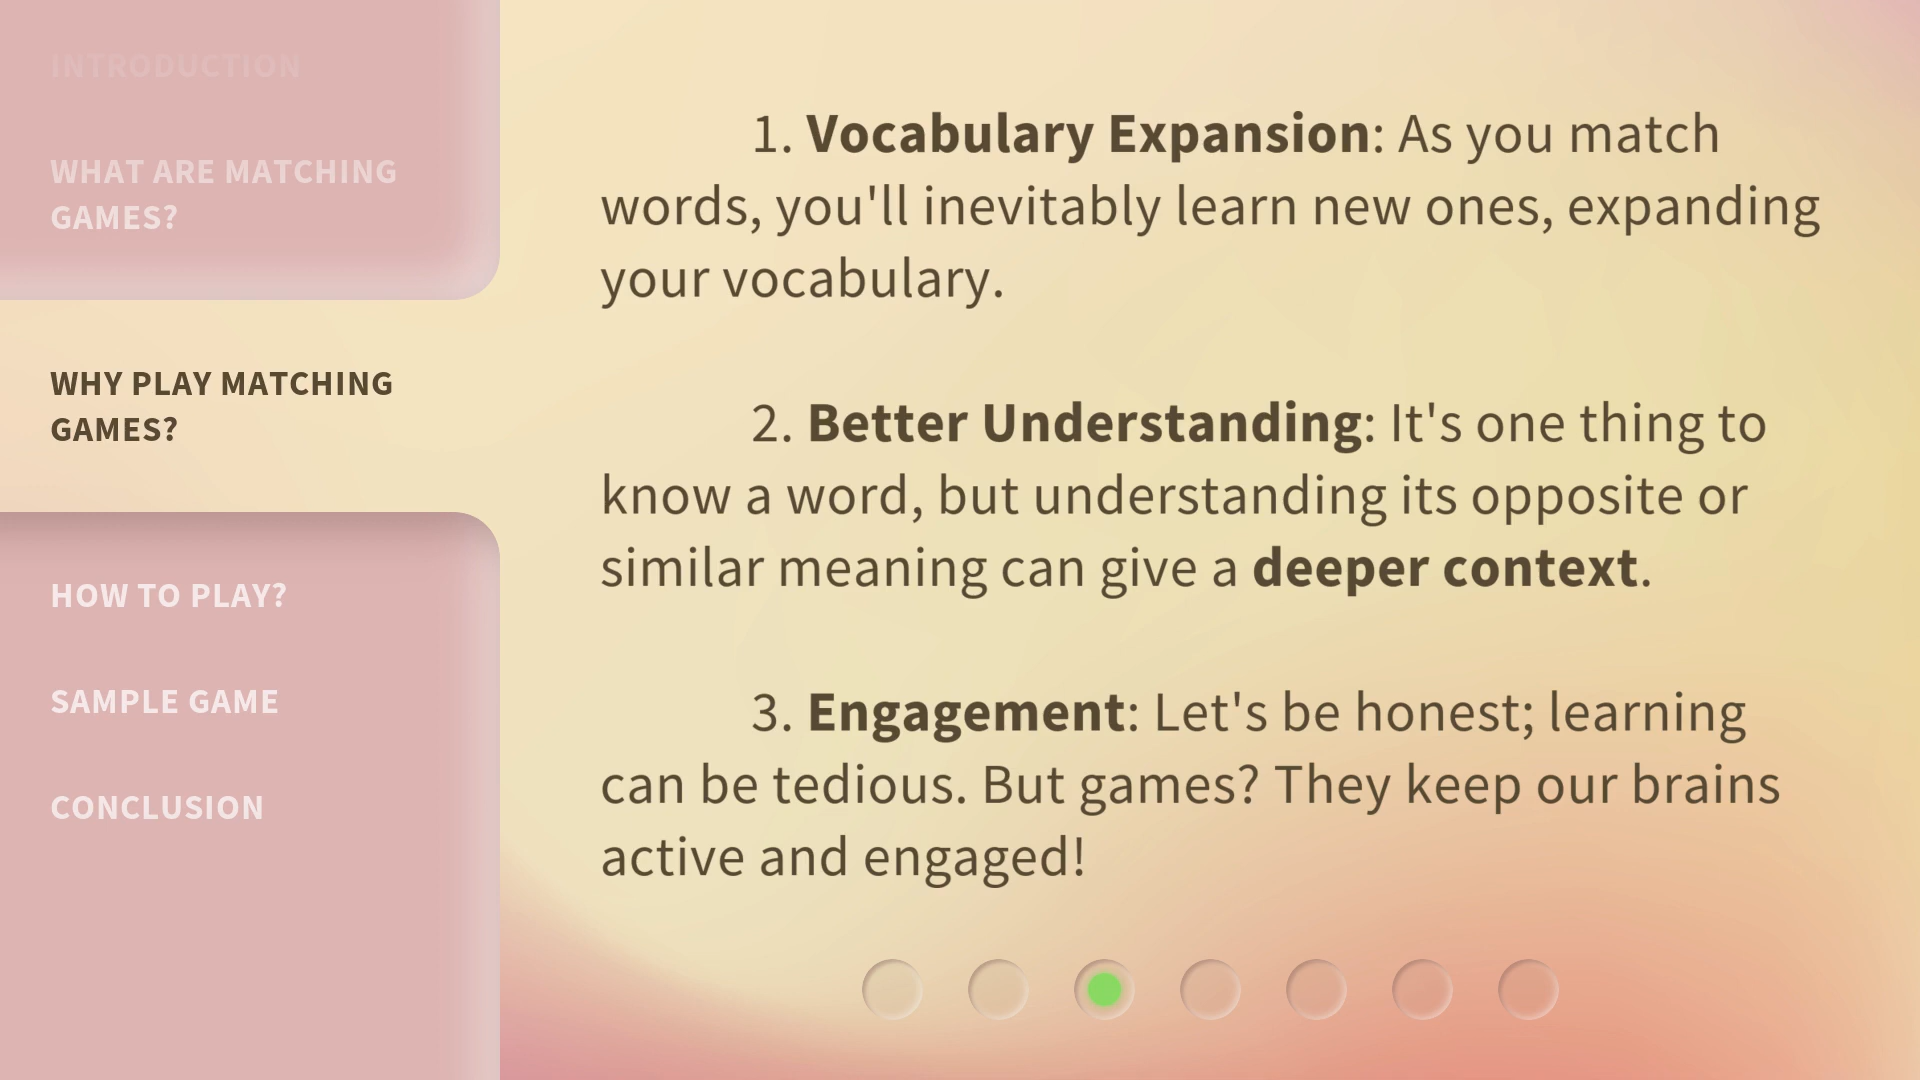 INTRODUCTION
WHAT ARE MATCHING
GAMES?
WHY PLAY MATCHING
GAMES?
HOW TO PLAY?
SAMPLE GAME
CONCLUSION
1. Vocabulary Expansion: As you match
words, you'll inevitably learn new ones, expanding
your vocabulary.
2. Better Understanding: It's one thing to
know a word, but understanding its opposite or
similar meaning can give a deeper context.
3. Engagement: Let's be honest; learning
can be tedious. But games? They keep our brains
active and engaged!